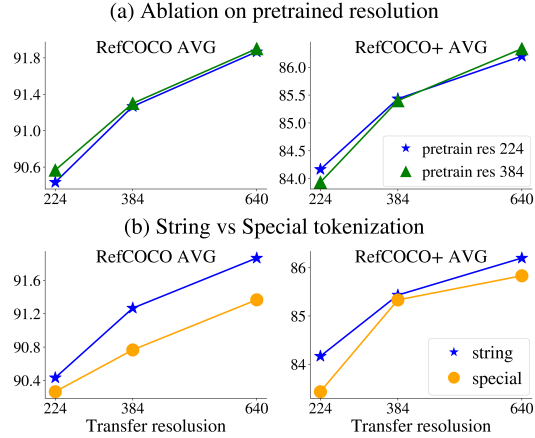 (a) Ablation on pretrained resolution
RefCOCO AVG
91.8
91.4
91.0
90.6
224
384
640
RefCOCO+ AVG
86.0
85.5
85.0
84.5
84.0
pretrain res 224
pretrain res 384
224
384
640
(b) String vs Special tokenization
RefCOCO AVG
91.6
91.2
90.8
90.4
224
384
640
Transfer resolusion
RefCOCO+ AVG
86
85
84
string
special
224
384
640
Transfer resolusion